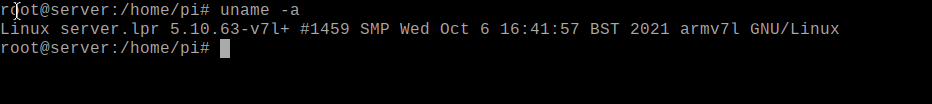 root@server:/home/pi# uname -a
Linux server.lpr 5.10.63-v7l+ #1459 SMP Wed Oct 6 16:41:57 BST 2021 armv7l GNU/Linux
root@server:/home/pi#